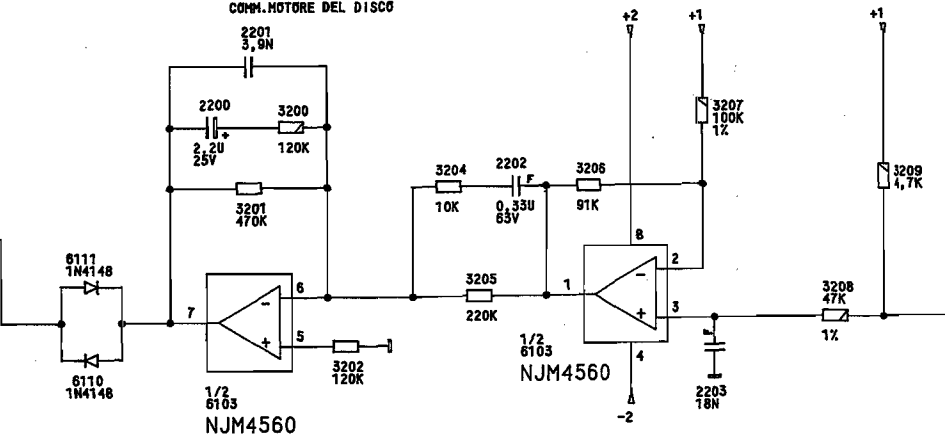 COMM.MOTORE DEL DISCO
2201
3,9N
2200
+
2,2U
25V
3200
120K
3201
470K
6111
1N4148
6110
1N4148
7
6
-
+
5
3202
120K
1/2
6103
NJM4560
3204
10K
2202
F
0,33U
63V
3206
91K
3205
220K
1
+2
+1
3207
100K
1%
8
2
-
+
3
4
1/2
6103
NJM4560
-2
F
2203
18N
3208
47K
1%
+1
3209
4,7K